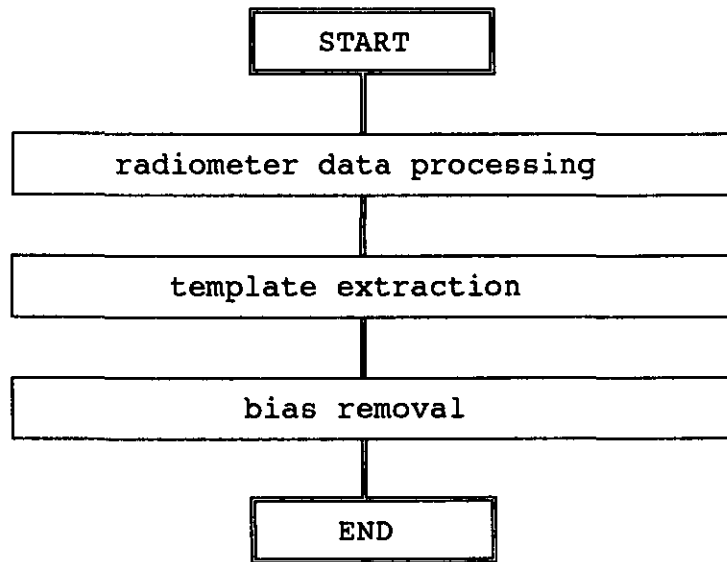 START
radiometer data processing
template extraction
bias removal
END